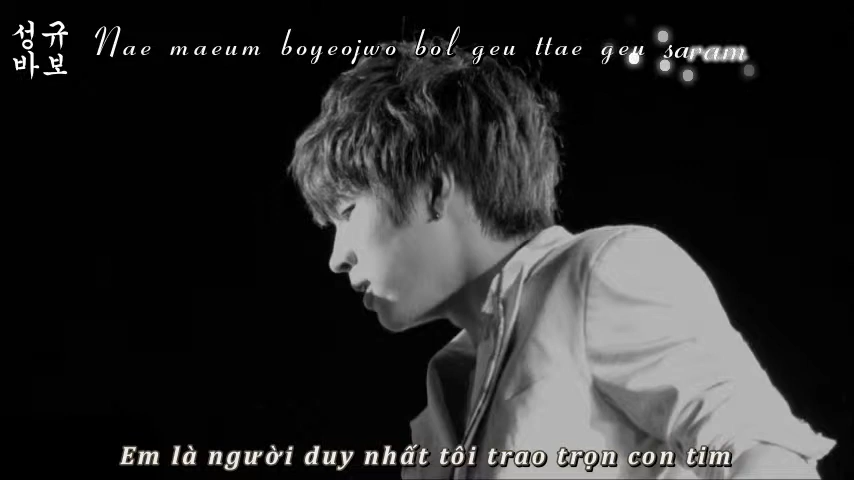 성규
바보
Nae maeum boyeojwo bol geu ttae geu saram
Em là người duy nhất tôi trao trọn con tim